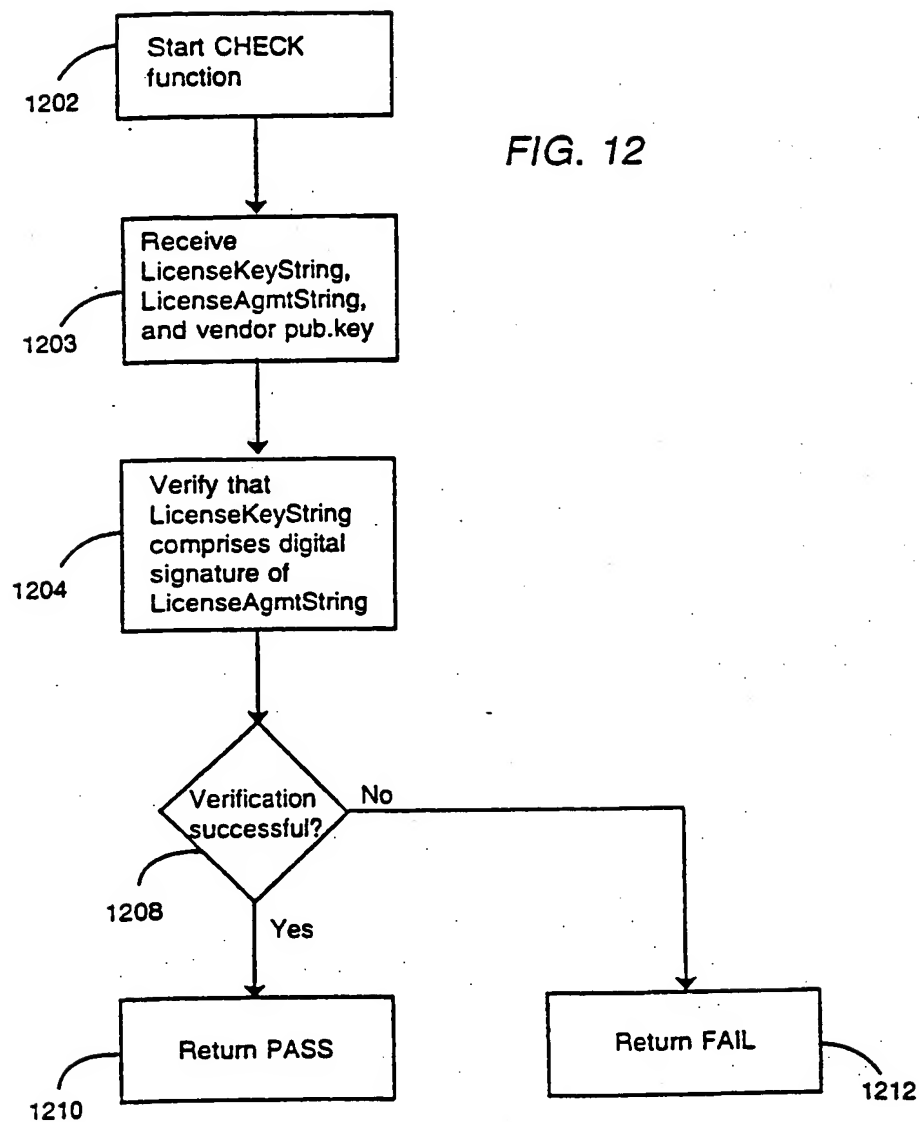 Start CHECK
function
1202
FIG. 12
Receive
LicenseKeyString,
LicenseAgmtString,
and vendor pub.key
1203
Verify that
LicenseKeyString
comprises digital
signature of
LicenseAgmtString
1204
Verification
successful?
No
1208
Yes
Return PASS
1210
Return FAIL
1212